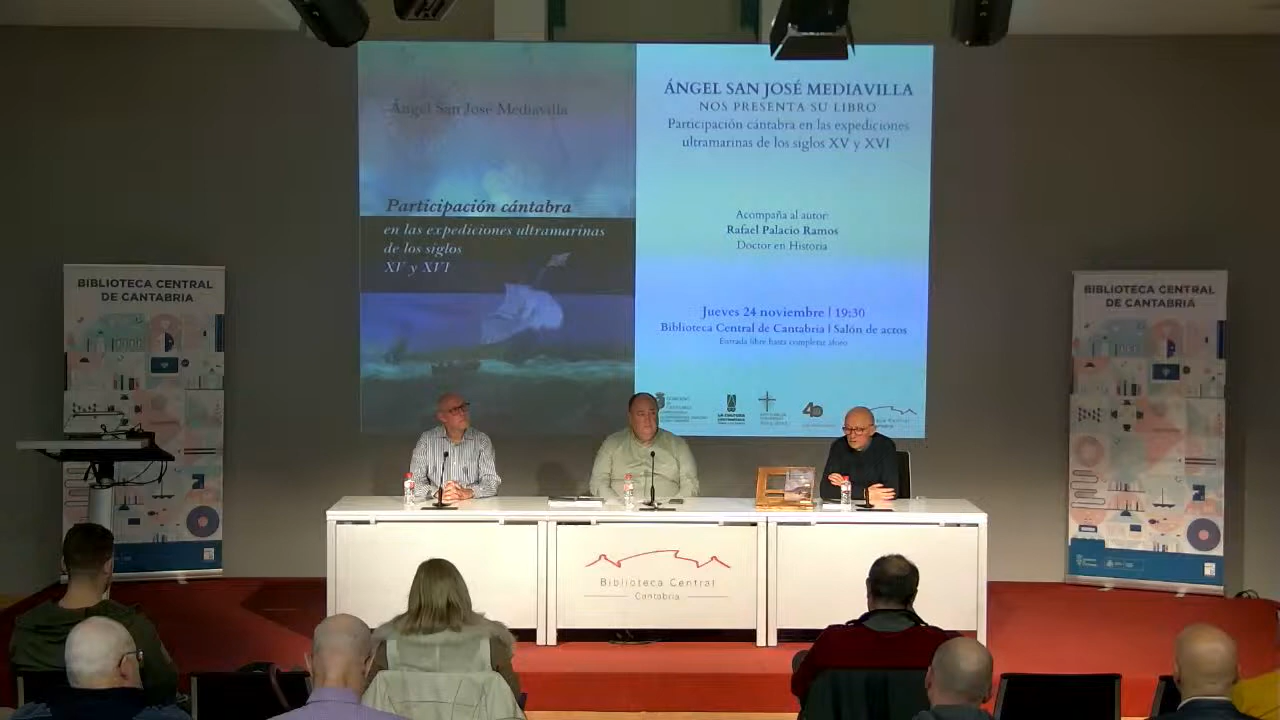 Ángel San José Mediavilla
Participación cántabra
en las expediciones ultramarinas
de los siglos
XV y XVI
ÁNGEL SAN JOSÉ MEDIAVILLA
NOS PRESENTA SU LIBRO
Participación cántabra en las expediciones
ultramarinas de los siglos XV y XVI
Acompaña al autor:
Rafael Palacio Ramos
Doctor en Historia
Jueves 24 noviembre | 19:30
Biblioteca Central de Cantabria | Salón de actos
Entrada libre hasta completar aforo
BIBLIOTECA CENTRAL
DE CANTABRIA
BIBLIOTECA CENTRAL
DE CANTABRIA
Biblioteca Central
Cantabria